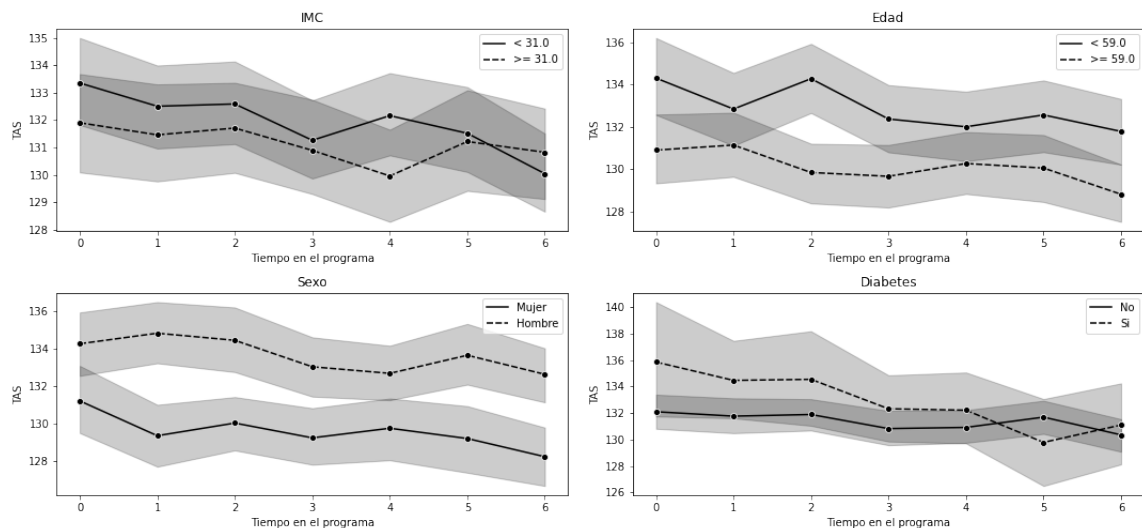 IMC
135
134
133
132
131
130
129
128
TAS
< 31.0
>= 31.0
0 1 2 3 4 5 6
Tiempo en el programa
Edad
136
134
132
130
128
TAS
< 59.0
>= 59.0
0 1 2 3 4 5 6
Tiempo en el programa
Sexo
136
134
132
130
128
TAS
Mujer
Hombre
0 1 2 3 4 5 6
Tiempo en el programa
Diabetes
140
138
136
134
132
130
128
126
TAS
No
Si
0 1 2 3 4 5 6
Tiempo en el programa